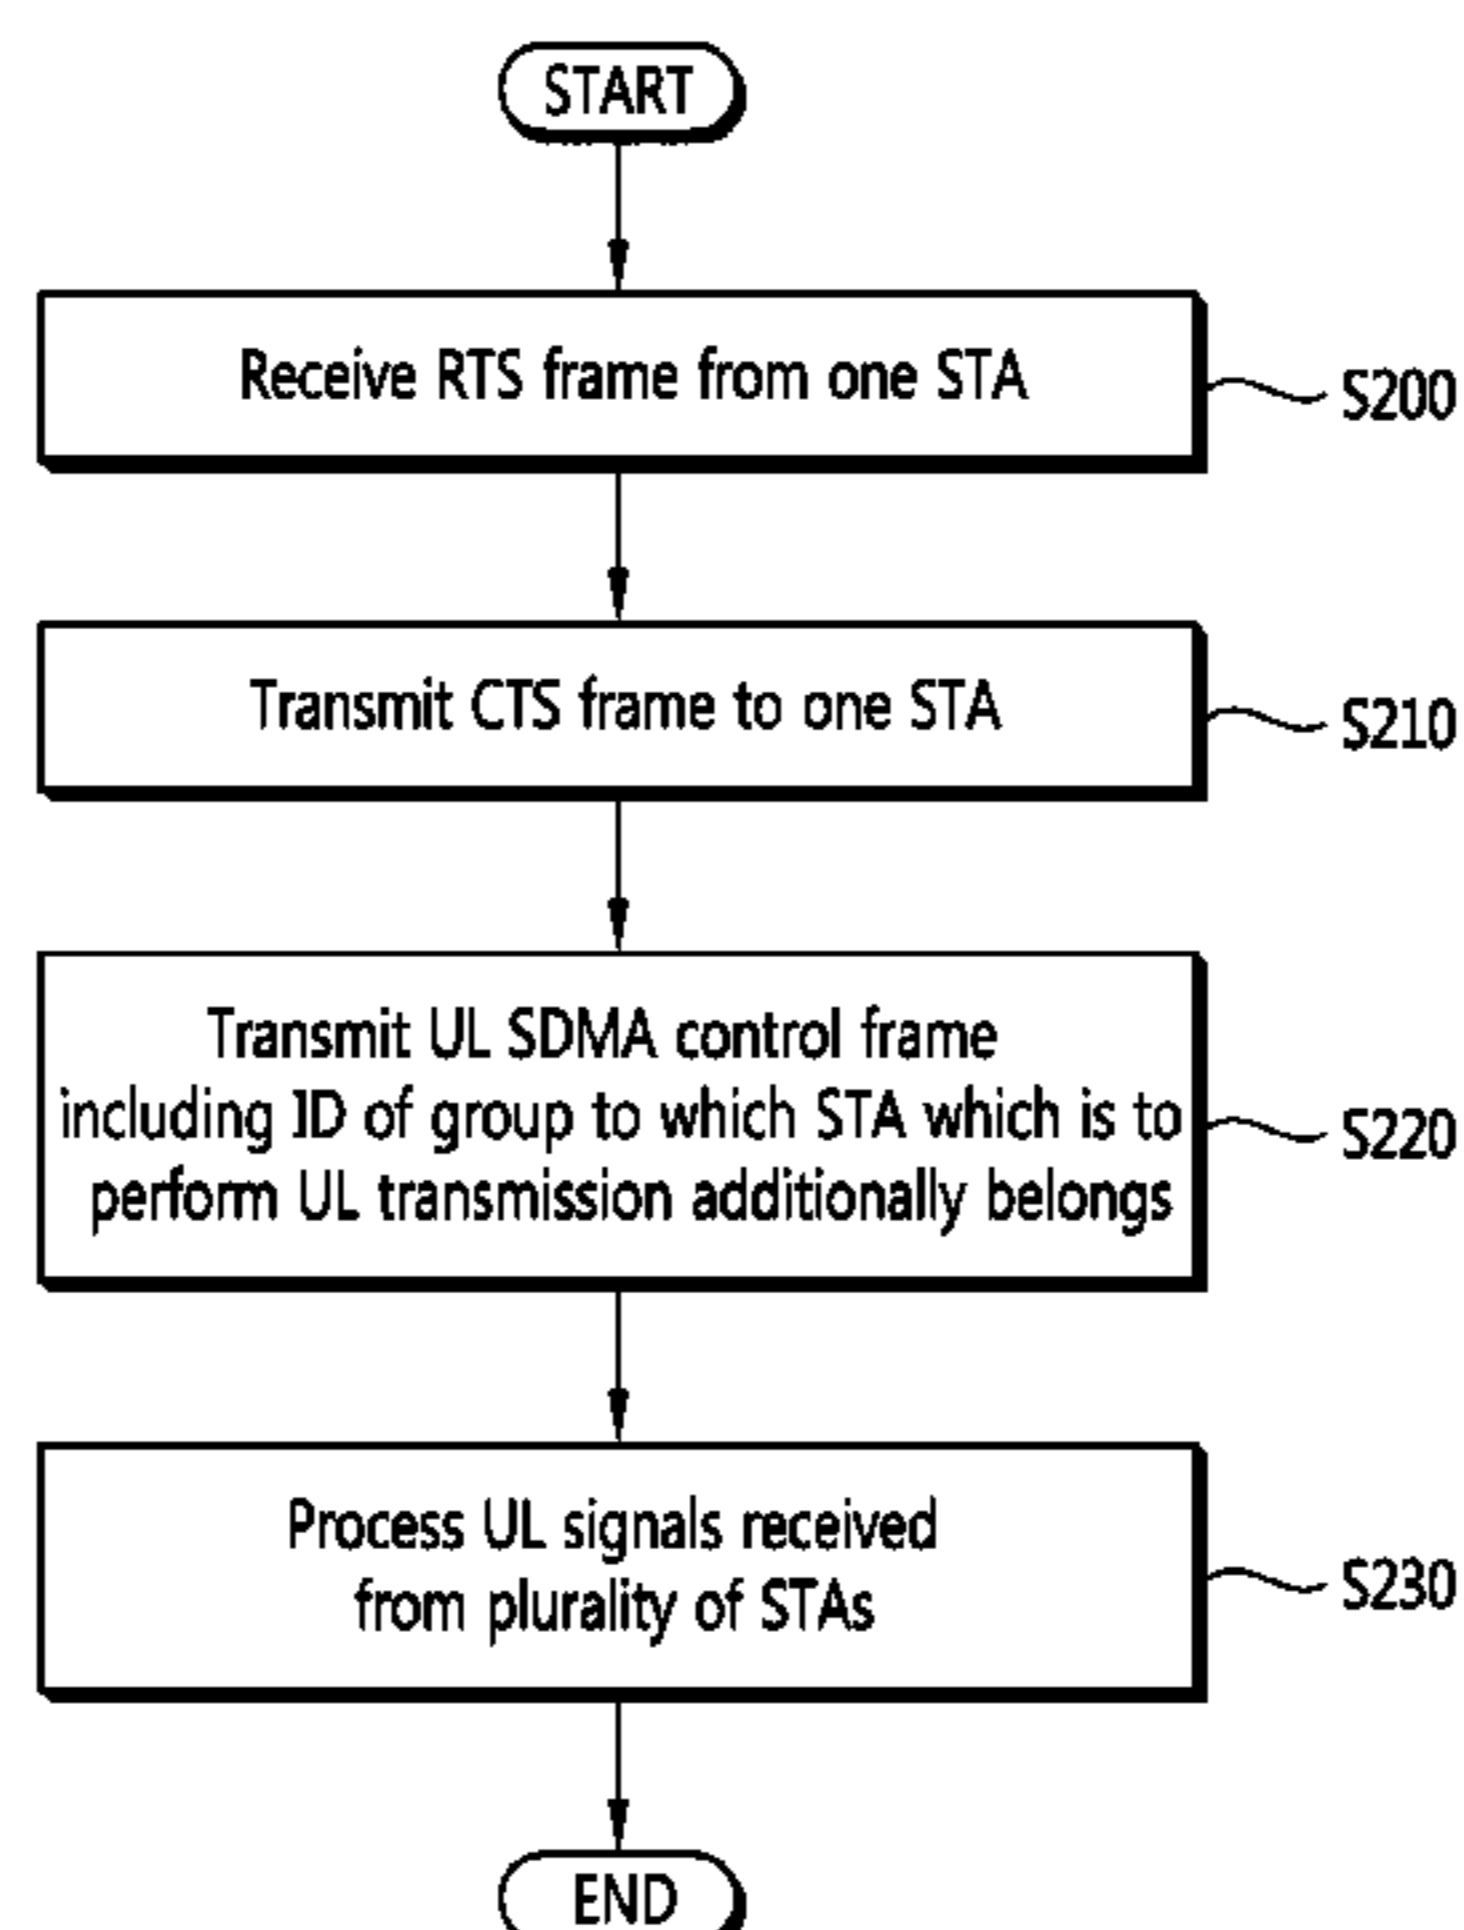 START
Receive RTS frame from one STA
S200
Transmit CTS frame to one STA
S210
Transmit UL SDMA control frame
including ID of group to which STA which is to
perform UL transmission additionally belongs
S220
Process UL signals received
from plurality of STAs
S230
END